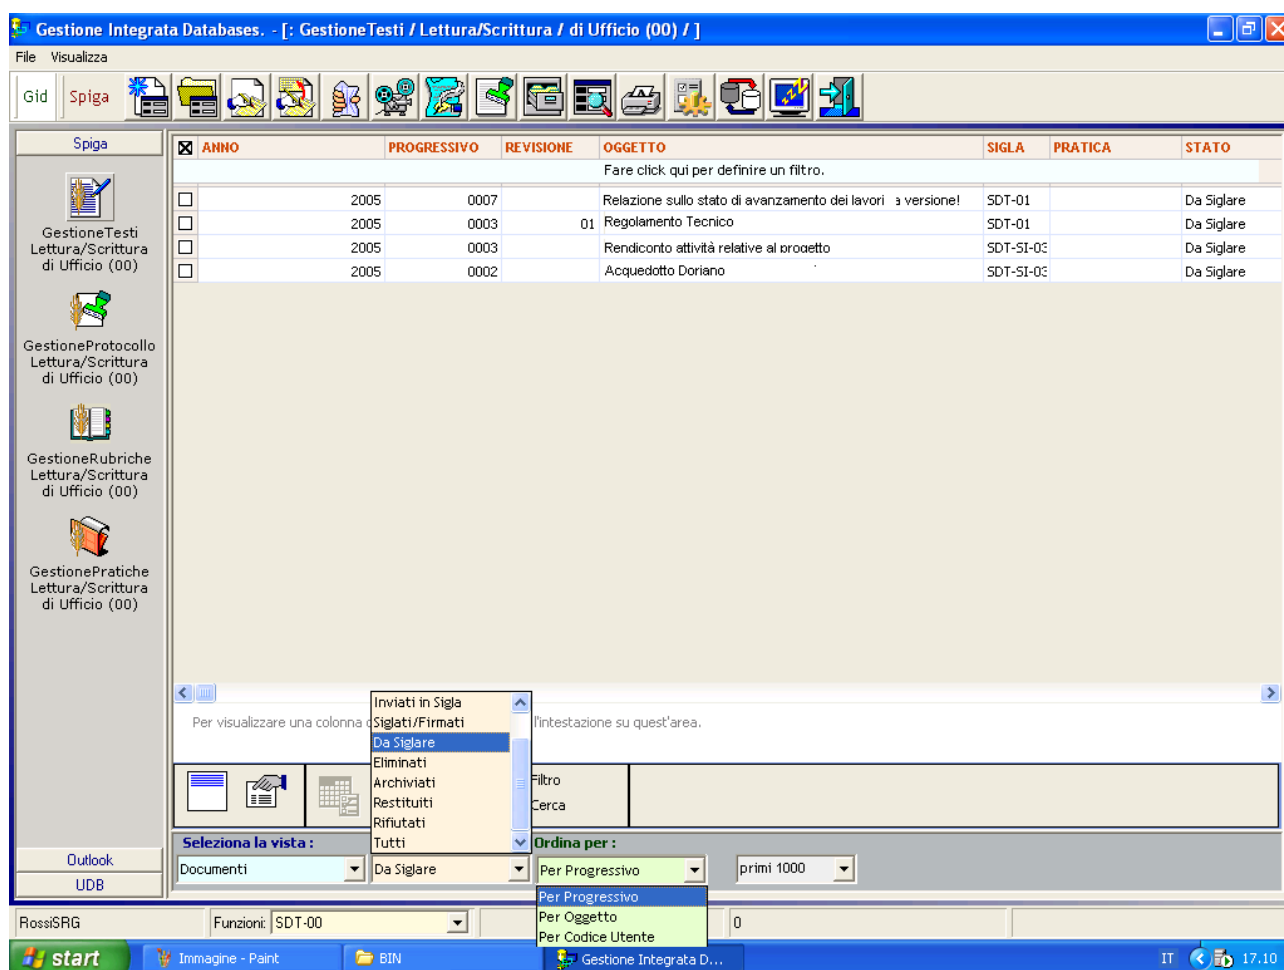 Gestione Integrata Databases. - [: GestioneTesti / Lettura/Scrittura / di Ufficio (00) / ]
File Visualizza
Gid Spiga
Spiga
GestioneTesti
Lettura/Scrittura
di Ufficio (00)
GestioneProtocollo
Lettura/Scrittura
di Ufficio (00)
GestioneRubriche
Lettura/Scrittura
di Ufficio (00)
GestionePratiche
Lettura/Scrittura
di Ufficio (00)
Outlook
UDB
ANNO PROGRESSIVO REVISIONE OGGETTO SIGLA PRATICA STATO
Fare click qui per definire un filtro.
2005 0007 Relazione sullo stato di avanzamento dei lavori a versione! SDT-01 Da Siglare
2005 0003 01 Regolamento Tecnico SDT-01 Da Siglare
2005 0003 Rendiconto attività relative al progetto SDT-SI-03 Da Siglare
2005 0002 Acquedotto Doriano SDT-SI-03 Da Siglare
Per visualizzare una colonna l'intestazione su quest'area.
Inviati in Sigla
Siglati/Firmati
Da Siglare
Eliminati
Archiviati
Restituiti
Rifiutati
Tutti
Filtro
Cerca
Seleziona la vista : Ordina per :
Documenti Da Siglare Per Progressivo primi 1000
Per Progressivo
Per Oggetto
Per Codice Utente
RossiSRG Funzioni: SDT-00 0
start Immagine - Paint BIN Gestione Integrata D... IT 17.10